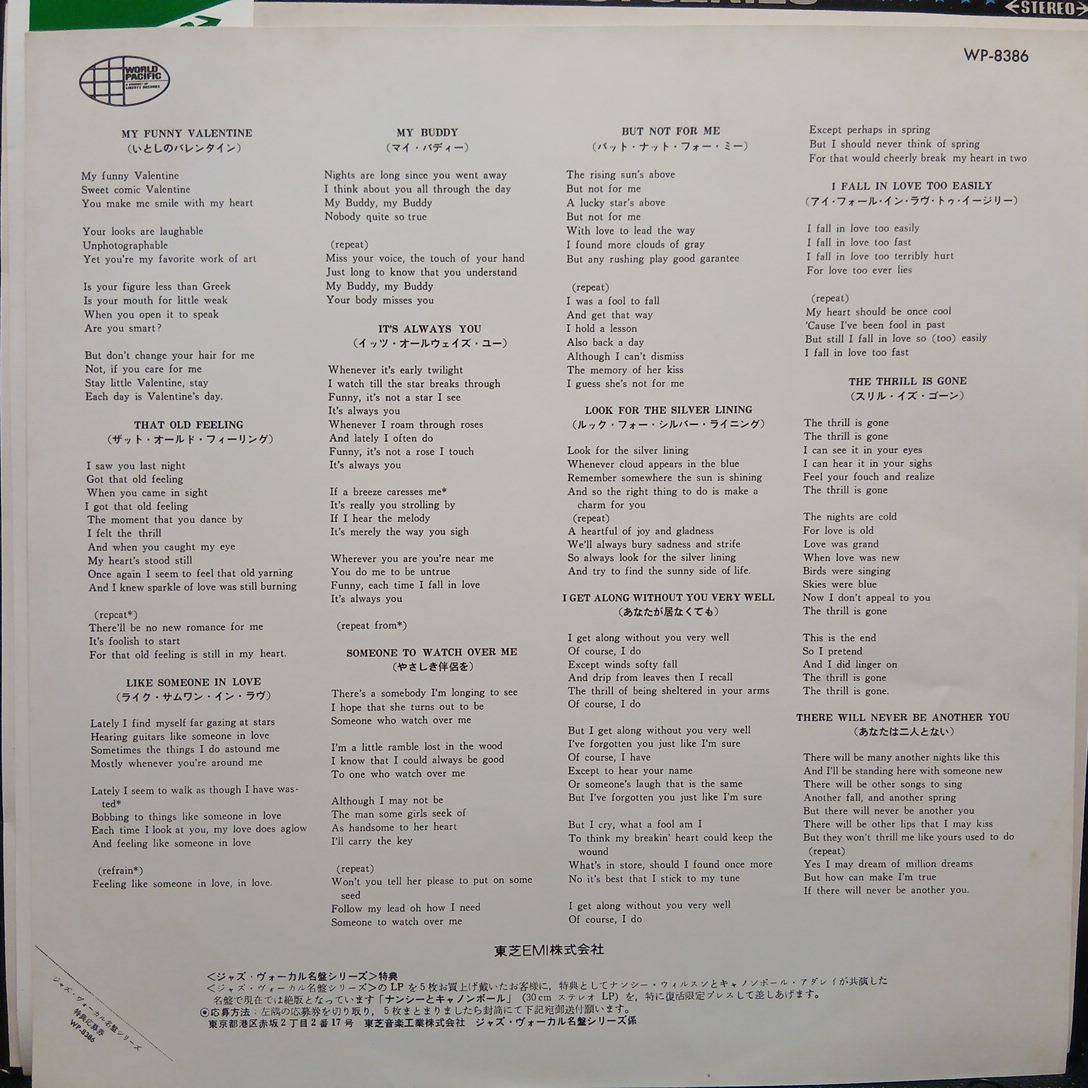 STEREO
WORLD
PACIFIC
WP-8386
MY FUNNY VALENTINE
(いとしのバレンタイン)
My funny Valentine
Sweet comic Valentine
You make me smile with my heart
Your looks are laughable
Unphotographable
Yet you're my favorite work of art
Is your figure less than Greek
Is your mouth for little weak
When you open it to speak
Are you smart?
But don't change your hair for me
Not, if you care for me
Stay little Valentine, stay
Each day is Valentine's day.
THAT OLD FEELING
(ザット・オールド・フィーリング)
I saw you last night
Got that old feeling
When you came in sight
I got that old feeling
The moment that you dance by
I felt the thrill
And when you caught my eye
My heart's stood still
Once again I seem to feel that old yarning
And I knew sparkle of love was still burning
(repeat*)
There'll be no new romance for me
It's foolish to start
For that old feeling is still in my heart.
LIKE SOMEONE IN LOVE
(ライク・サムワン・イン・ラヴ)
Lately I find myself far gazing at stars
Hearing guitars like someone in love
Sometimes the things I do astound me
Mostly whenever you're around me
Lately I seem to walk as though I have was-
ted*
Bobbing to things like someone in love
Each time I look at you, my love does aglow
And feeling like someone in love
(refrain*)
Feeling like someone in love, in love.
MY BUDDY
(マイ・バディー)
Nights are long since you went away
I think about you all through the day
My Buddy, my Buddy
Nobody quite so true
(repeat)
Miss your voice, the touch of your hand
Just long to know that you understand
My Buddy, my Buddy
Your body misses you
IT'S ALWAYS YOU
(イッツ・オールウェイズ・ユー)
Whenever it's early twilight
I watch till the star breaks through
Funny, it's not a star I see
It's always you
Whenever I roam through roses
And lately I often do
Funny, it's not a rose I touch
It's always you
If a breeze caresses me*
It's really you strolling by
If I hear the melody
It's merely the way you sigh
Wherever you are you're near me
You do me to be untrue
Funny, each time I fall in love
It's always you
(repeat from*)
SOMEONE TO WATCH OVER ME
(やさしき伴侶を)
There's a somebody I'm longing to see
I hope that she turns out to be
Someone who watch over me
I'm a little ramble lost in the wood
I know that I could always be good
To one who watch over me
Although I may not be
The man some girls seek of
As handsome to her heart
I'll carry the key
(repeat)
Won't you tell her please to put on some
seed
Follow my lead oh how I need
Someone to watch over me
BUT NOT FOR ME
(バット・ナット・フォー・ミー)
The rising sun's above
But not for me
A lucky star's above
But not for me
With love to lead the way
I found more clouds of gray
But any rushing play good garantee
(repeat)
I was a fool to fall
And get that way
I hold a lesson
Also back a day
Although I can't dismiss
The memory of her kiss
I guess she's not for me
LOOK FOR THE SILVER LINING
(ルック・フォー・シルバー・ライニング)
Look for the silver lining
Whenever cloud appears in the blue
Remember somewhere the sun is shining
And so the right thing to do is make a
charm for you
(repeat)
A heartful of joy and gladness
We'll always bury sadness and strife
So always look for the silver lining
And try to find the sunny side of life.
I GET ALONG WITHOUT YOU VERY WELL
(あなたが居なくても)
I get along without you very well
Of course, I do
Except winds softy fall
And drip from leaves then I recall
The thrill of being sheltered in your arms
Of course, I do
But I get along without you very well
I've forgotten you just like I'm sure
Of course, I have
Except to hear your name
Or someone's laugh that is the same
But I've forgotten you just like I'm sure
But I cry, what a fool am I
To think my breakin' heart could keep the
wound
What's in store, should I found once more
No it's best that I stick to my tune
I get along without you very well
Of course, I do
Except perhaps in spring
But I should never think of spring
For that would cheerly break my heart in two
I FALL IN LOVE TOO EASILY
(アイ・フォール・イン・ラヴ・トゥ・イージリー)
I fall in love too easily
I fall in love too fast
I fall in love too terribly hurt
For love too ever lies
(repeat)
My heart should be once cool
'Cause I've been fool in past
But still I fall in love so (too) easily
I fall in love too fast
THE THRILL IS GONE
(スリル・イズ・ゴーン)
The thrill is gone
The thrill is gone
I can see it in your eyes
I can hear it in your sighs
Feel your fouch and realize
The thrill is gone
The nights are cold
For love is old
Love was grand
When love was new
Birds were singing
Skies were blue
Now I don't appeal to you
The thrill is gone
This is the end
So I pretend
And I did linger on
The thrill is gone
The thrill is gone.
THERE WILL NEVER BE ANOTHER YOU
(あなたは二人とない)
There will be many another nights like this
And I'll be standing here with someone new
There will be other songs to sing
Another fall, and another spring
But there will never be another you
There will be other lips that I may kiss
But they won't thrill me like yours used to do
(repeat)
Yes I may dream of million dreams
But how can make I'm true
If there will never be another you.
東芝EMI株式会社
<ジャズ・ヴォーカル名盤シリーズ>特典
<ジャズ・ヴォーカル名盤シリーズ>の LP を5枚お買上げ戴いたお客様に，特典としてナンシー・ウィルスンとキャノンボール・アダレイが共演した
名盤で現在では絶版となっています「ナンシーとキャノンボール」(30cm ステレオ LP) を，特に復活限定プレスして差しあげます。
◉応募方法：左隅の応募券を切り取り，5枚まとまりましたら封筒にて下記宛御送付願います。
東京都港区赤坂2丁目2番17号 東芝音楽工業株式会社 ジャズ・ヴォーカル名盤シリーズ係
ジャズ・ヴォーカル名盤シリーズ
特典応募券
WP-8386